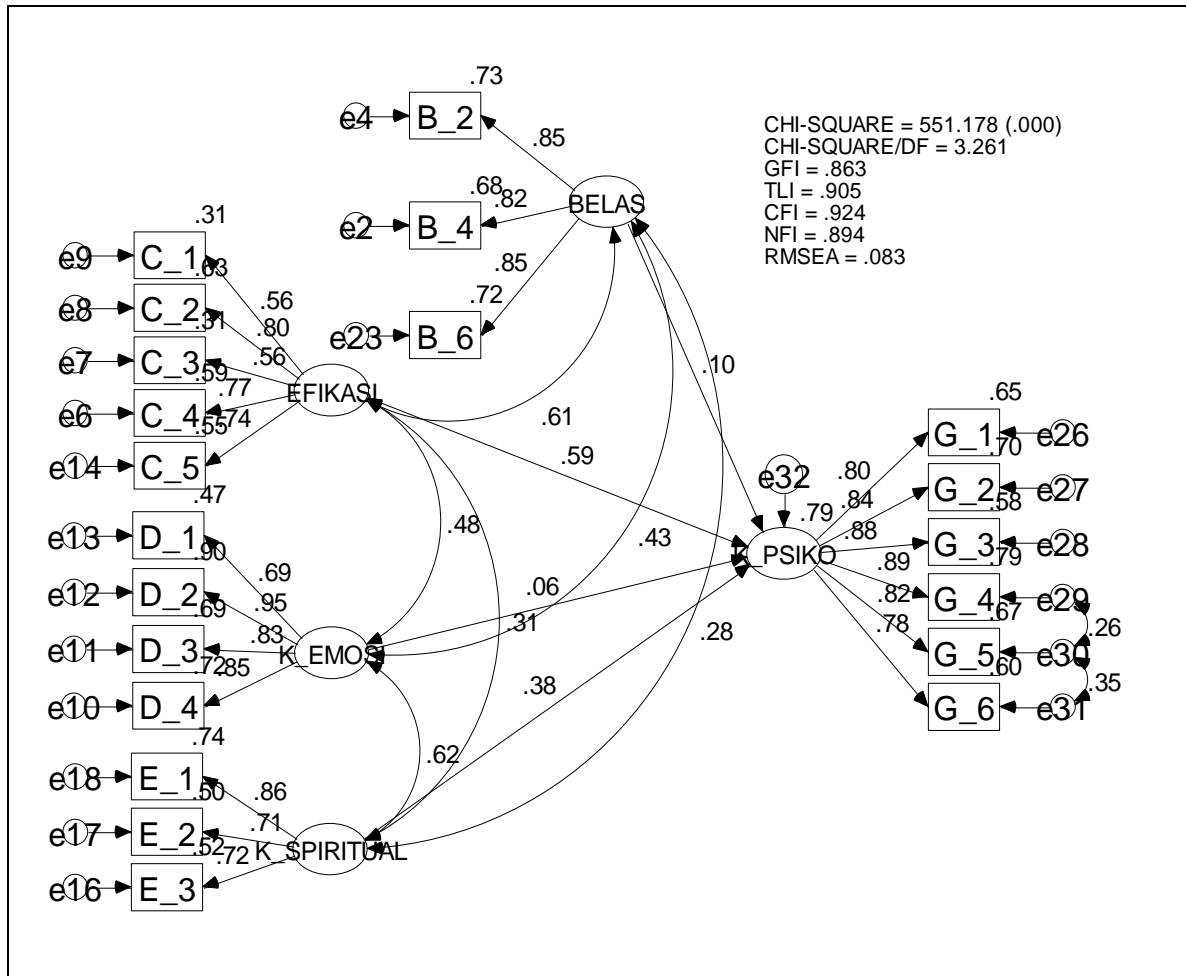 .73
e4
B_2
.85
CHI-SQUARE = 551.178 (.000)
CHI-SQUARE/DF = 3.261
GFI = .863
TLI = .905
CFI = .924
NFI = .894
RMSEA = .083
.68
.82
BELAS
e2
B_4
.31
e9
C_1
.63
.85
.72
.56
e8
C_2
.31
.80
e23
B_6
.56
e7
C_3
.59
.77
EFIKASI
.10
e6
C_4
.55
.74
.61
.65
e14
C_5
.59
G_1
e26
.70
.47
e32
.80
G_2
e27
.58
.84
e13
D_1
.90
.48
.79
.43
.88
G_3
e28
.79
K_PSIKO
.69
.89
e12
D_2
.69
.95
.06
.82
G_4
e29
.67
.83
.31
.28
.78
.26
e11
D_3
.72
.85
K_EMOSI
G_5
e30
.60
.38
.35
e10
D_4
G_6
e31
.74
.62
e18
E_1
.50
.86
e17
E_2
.52
.71
.72
K_SPIRITUAL
e16
E_3